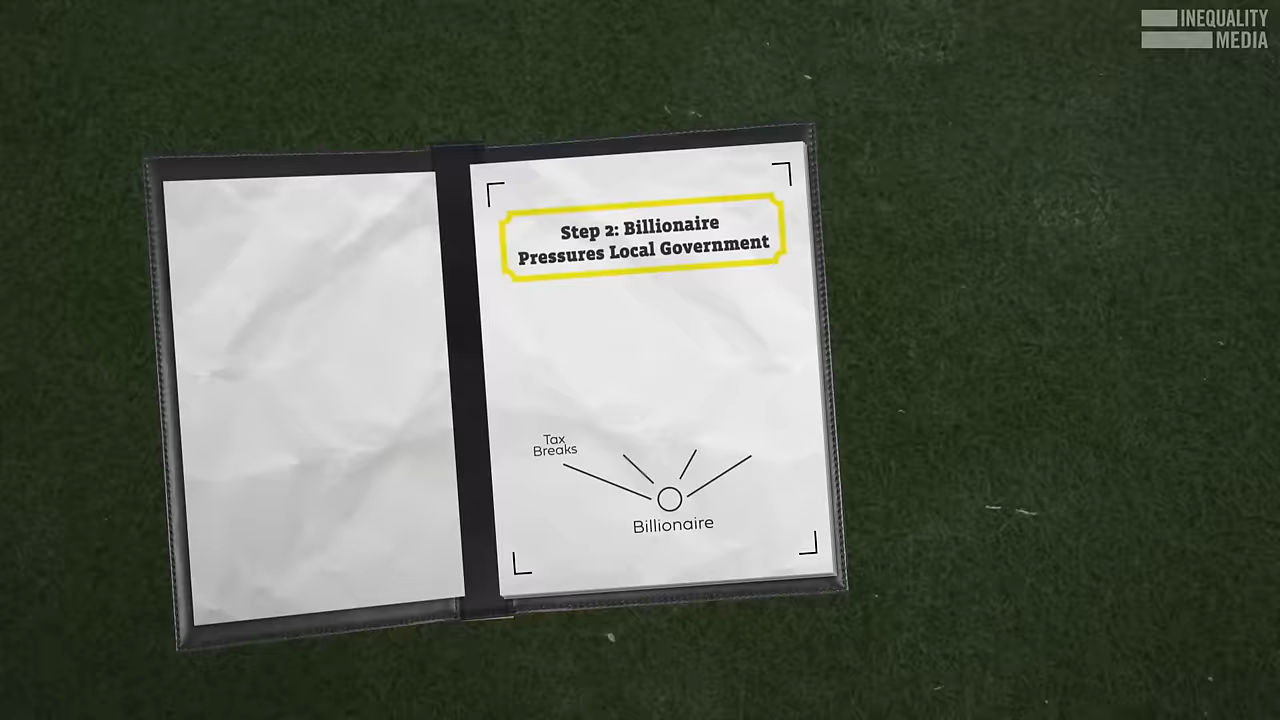 INEQUALITY
MEDIA
Step 2: Billionaire
Pressures Local Government
Tax
Breaks
Billionaire